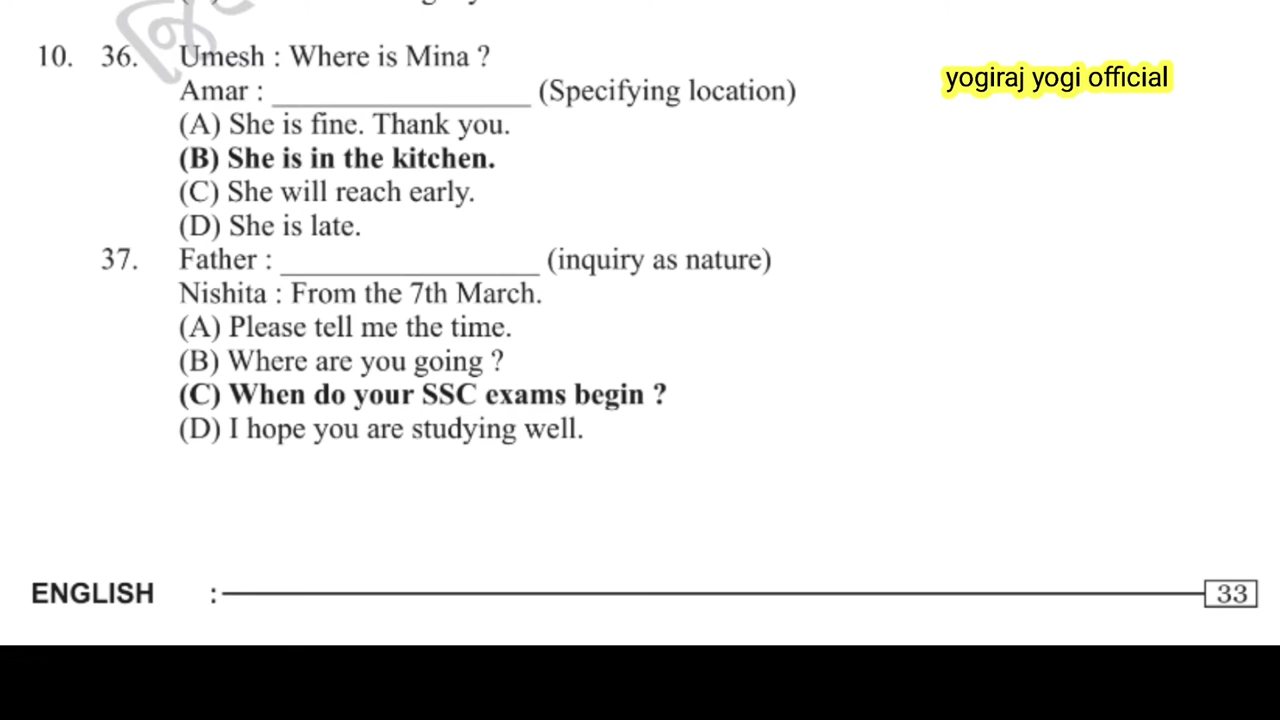 10. 36. Umesh : Where is Mina ?
yogiraj yogi official
Amar : __________________ (Specifying location)
(A) She is fine. Thank you.
(B) She is in the kitchen.
(C) She will reach early.
(D) She is late.
37. Father : __________________ (inquiry as nature)
Nishita : From the 7th March.
(A) Please tell me the time.
(B) Where are you going ?
(C) When do your SSC exams begin ?
(D) I hope you are studying well.
ENGLISH : 33